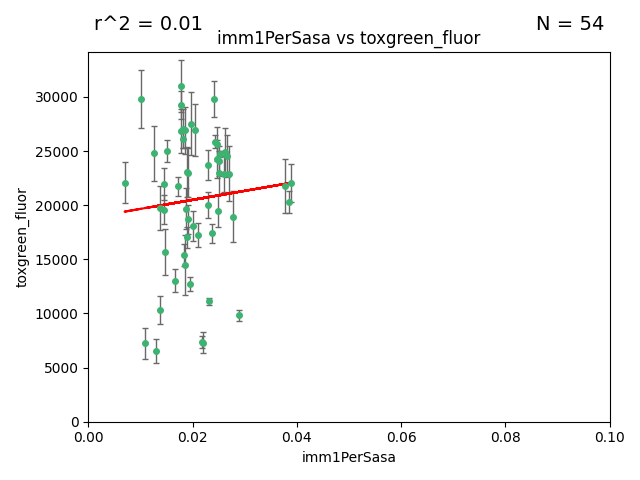 r^2 = 0.01
N = 54
imm1PerSasa vs toxgreen_fluor
toxgreen_fluor
30000
25000
20000
15000
10000
5000
0
0.00 0.02 0.04 0.06 0.08 0.10
imm1PerSasa